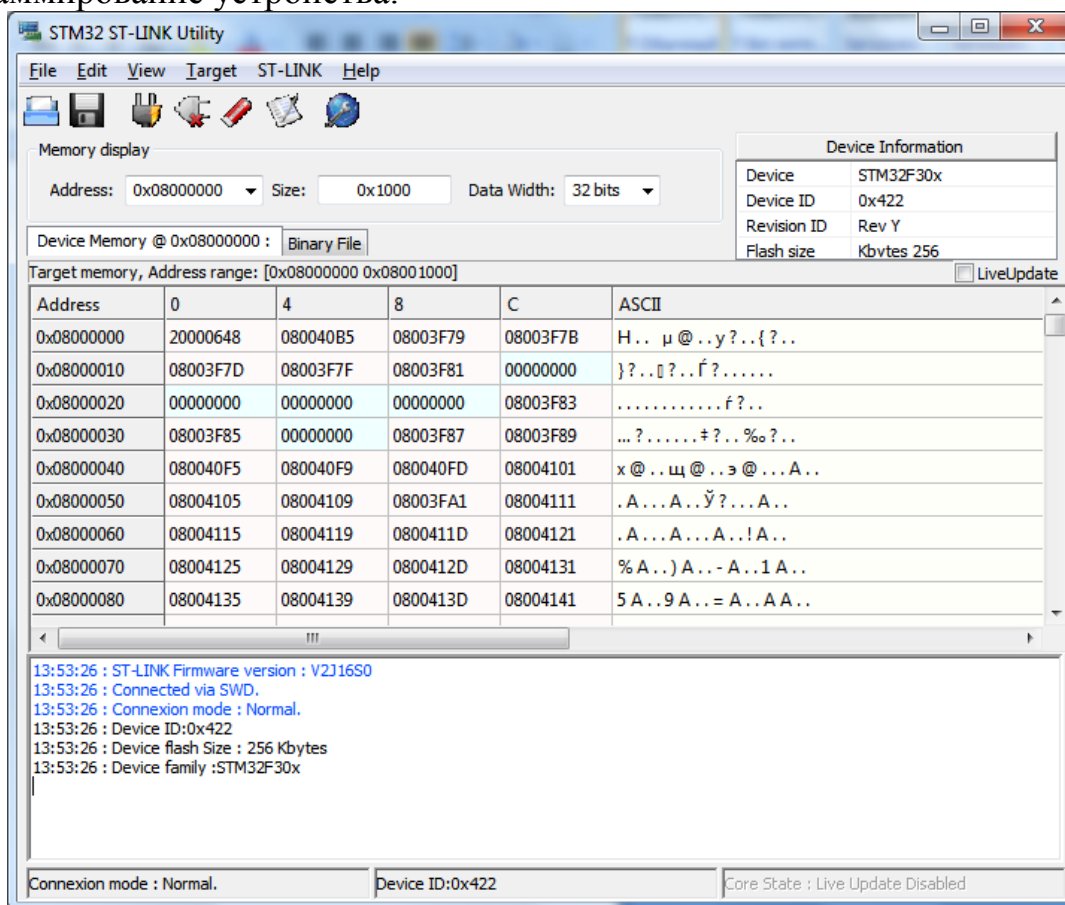 аммирование устройства.
STM32 ST-LINK Utility
File Edit View Target ST-LINK Help
Memory display
Address: 0x08000000 Size: 0x1000 Data Width: 32 bits
Device Information
Device STM32F30x
Device ID 0x422
Revision ID Rev Y
Flash size Kbytes 256
Device Memory @ 0x08000000 : Binary File
Target memory, Address range: [0x08000000 0x08001000] LiveUpdate
Address 0 4 8 C ASCII
0x08000000 20000648 080040B5 08003F79 08003F7B H.. µ@..y?..{?..
0x08000010 08003F7D 08003F7F 08003F81 00000000 }?..▯?..Ѓ?......
0x08000020 00000000 00000000 00000000 08003F83 ............ѓ?..
0x08000030 08003F85 00000000 08003F87 08003F89 …?......‡?..‰?..
0x08000040 080040F5 080040F9 080040FD 08004101 х@..щ@..э@...A..
0x08000050 08004105 08004109 08003FA1 08004111 .A...A..Ў?...A..
0x08000060 08004115 08004119 0800411D 08004121 .A...A...A..!A..
0x08000070 08004125 08004129 0800412D 08004131 %A..)A..-A..1A..
0x08000080 08004135 08004139 0800413D 08004141 5A..9A..=A..AA..
13:53:26 : ST-LINK Firmware version : V2J16S0
13:53:26 : Connected via SWD.
13:53:26 : Connexion mode : Normal.
13:53:26 : Device ID:0x422
13:53:26 : Device flash Size : 256 Kbytes
13:53:26 : Device family :STM32F30x
Connexion mode : Normal. Device ID:0x422 Core State : Live Update Disabled